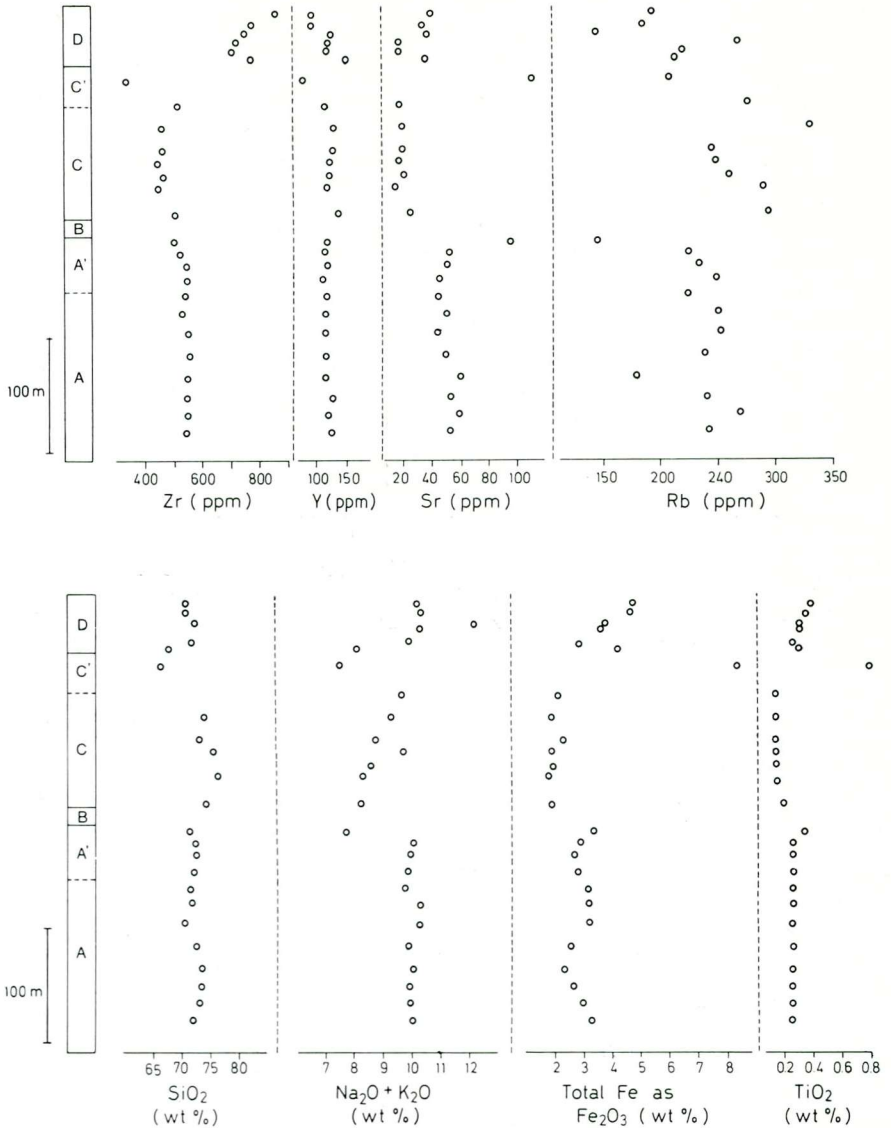 D
C'
C
B
A'
A
100 m
400 600 800
100 150
20 40 60 80 100
150 200 250 300 350
Zr (ppm)
Y (ppm)
Sr (ppm)
Rb (ppm)
D
C'
C
B
A'
A
100 m
65 70 75 80
7 8 9 10 11 12
2 3 4 5 6 7 8
0.2 0.4 0.6 0.8
SiO₂
(wt %)
Na₂O + K₂O
(wt %)
Total Fe as
Fe₂O₃ (wt %)
TiO₂
(wt %)